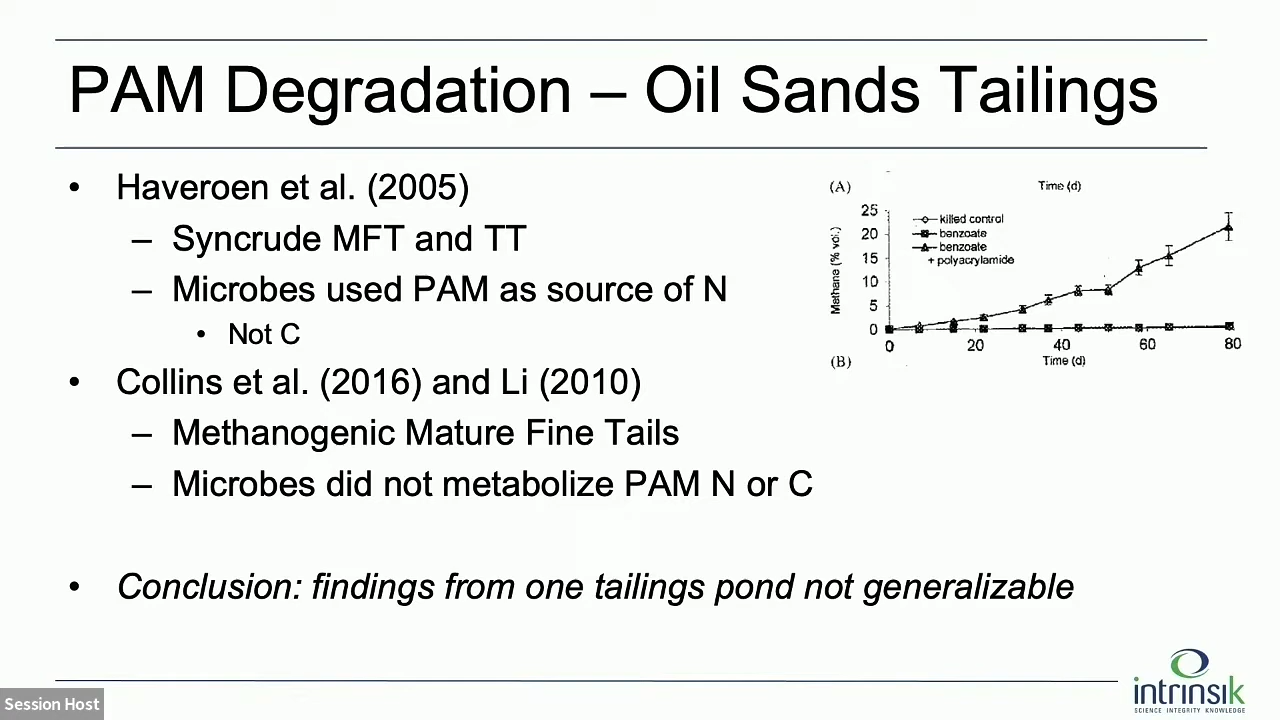 PAM Degradation – Oil Sands Tailings
• Haveroen et al. (2005)
– Syncrude MFT and TT
– Microbes used PAM as source of N
• Not C
• Collins et al. (2016) and Li (2010)
– Methanogenic Mature Fine Tails
– Microbes did not metabolize PAM N or C
• Conclusion: findings from one tailings pond not generalizable
(A)
Time (d)
Methane (% vol.)
25
20
15
10
5
0
killed control
benzoate
benzoate
+ polyacrylamide
0 20 40 60 80
(B)
Time (d)
intrinsik
SCIENCE INTEGRITY KNOWLEDGE
Session Host